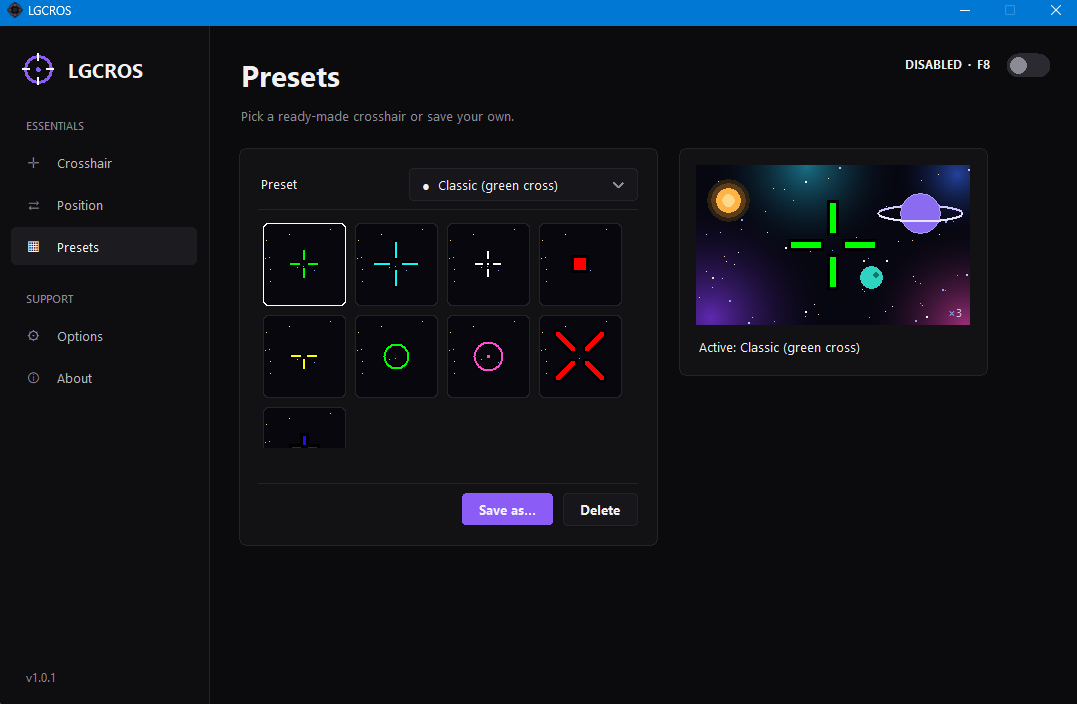 LGCROS
LGCROS
ESSENTIALS
Crosshair
Position
Presets
SUPPORT
Options
About
v1.0.1
Presets
Pick a ready-made crosshair or save your own.
DISABLED · F8
Preset
● Classic (green cross)
Save as...
Delete
×3
Active: Classic (green cross)